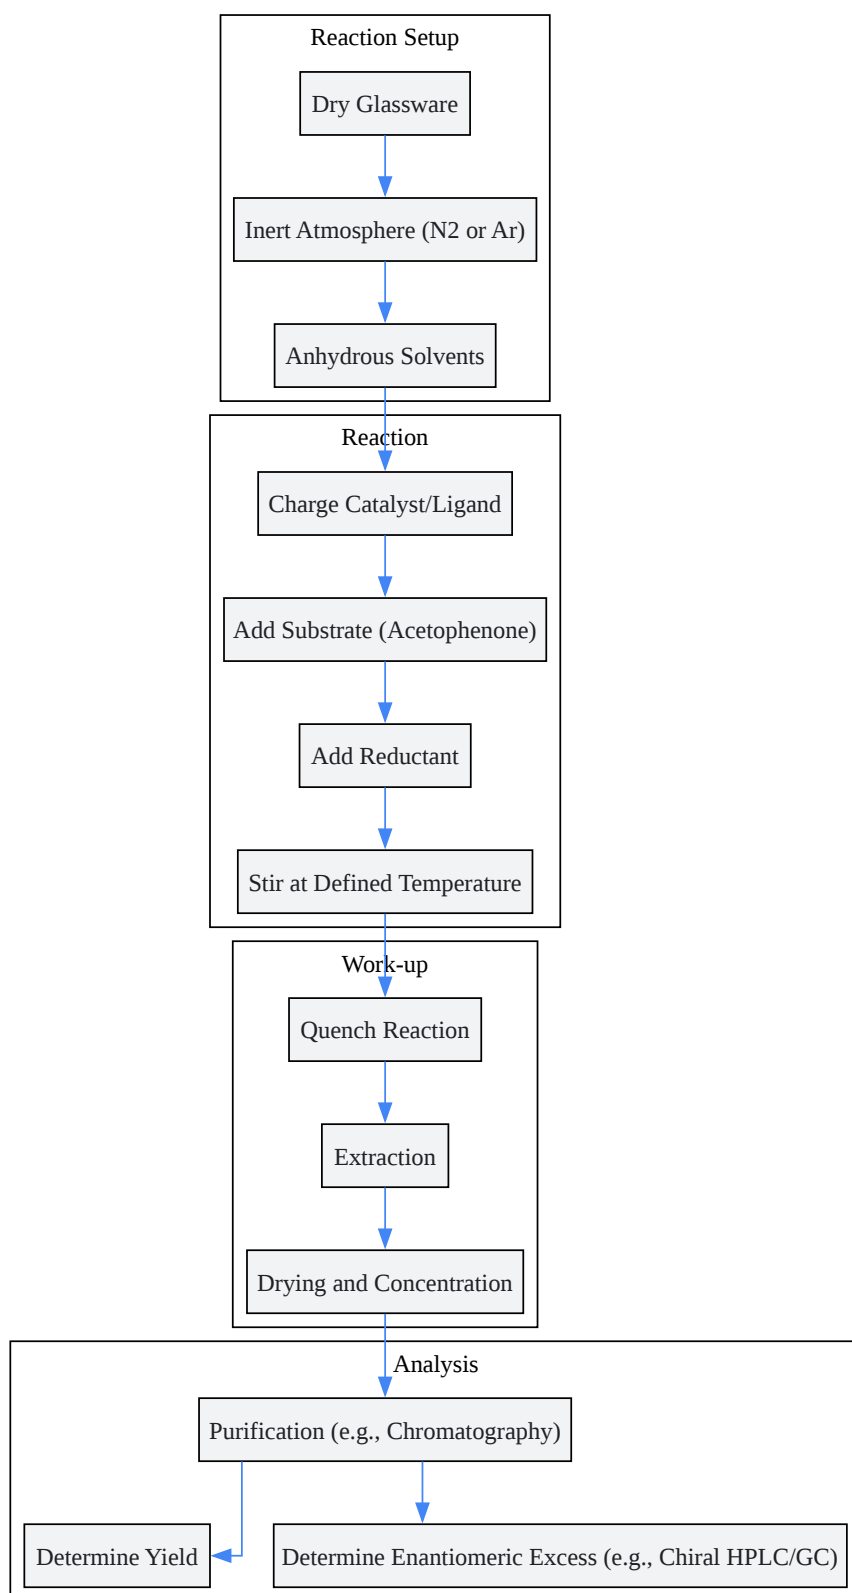 Reaction Setup
Dry Glassware
Inert Atmosphere (N2 or Ar)
Anhydrous Solvents
Reaction
Charge Catalyst/Ligand
Add Substrate (Acetophenone)
Add Reductant
Stir at Defined Temperature
Work-up
Quench Reaction
Extraction
Drying and Concentration
Analysis
Purification (e.g., Chromatography)
Determine Yield
Determine Enantiomeric Excess (e.g., Chiral HPLC/GC)